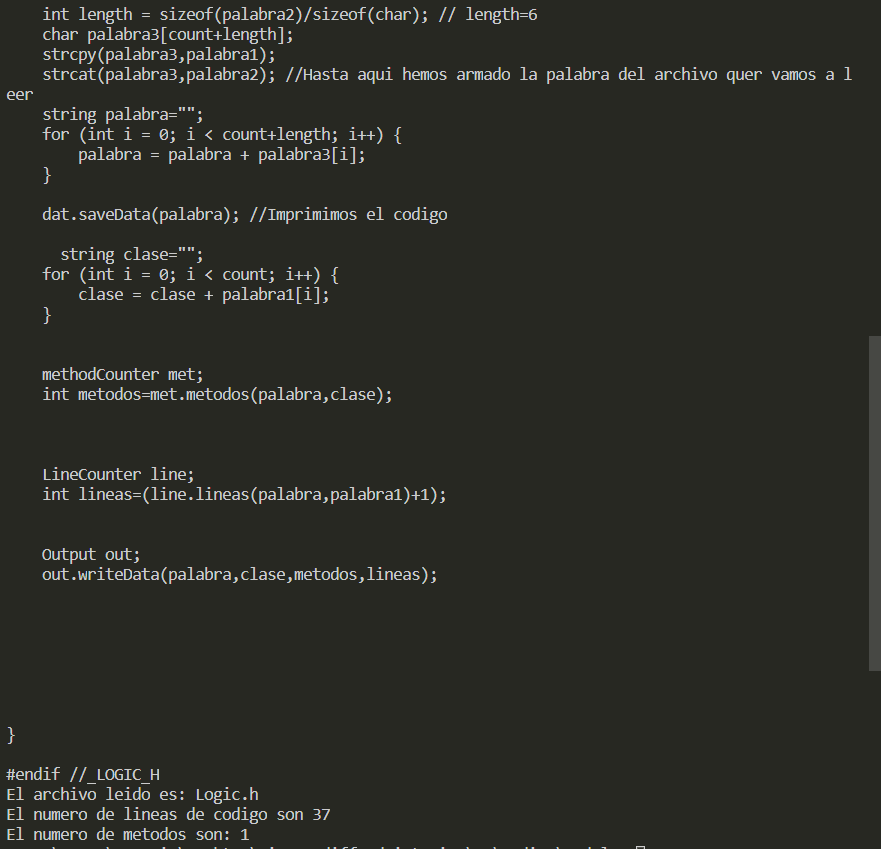 int length = sizeof(palabra2)/sizeof(char); // length=6
char palabra3[count+length];
strcpy(palabra3,palabra1);
strcat(palabra3,palabra2); //Hasta aqui hemos armado la palabra del archivo quer vamos a l
eer
string palabra="";
for (int i = 0; i < count+length; i++) {
palabra = palabra + palabra3[i];
}
dat.saveData(palabra); //Imprimimos el codigo
string clase="";
for (int i = 0; i < count; i++) {
clase = clase + palabra1[i];
}
methodCounter met;
int metodos=met.metodos(palabra,clase);
LineCounter line;
int lineas=(line.lineas(palabra,palabra1)+1);
Output out;
out.writeData(palabra,clase,metodos,lineas);
}
#endif //_LOGIC_H
El archivo leido es: Logic.h
El numero de lineas de codigo son 37
El numero de metodos son: 1